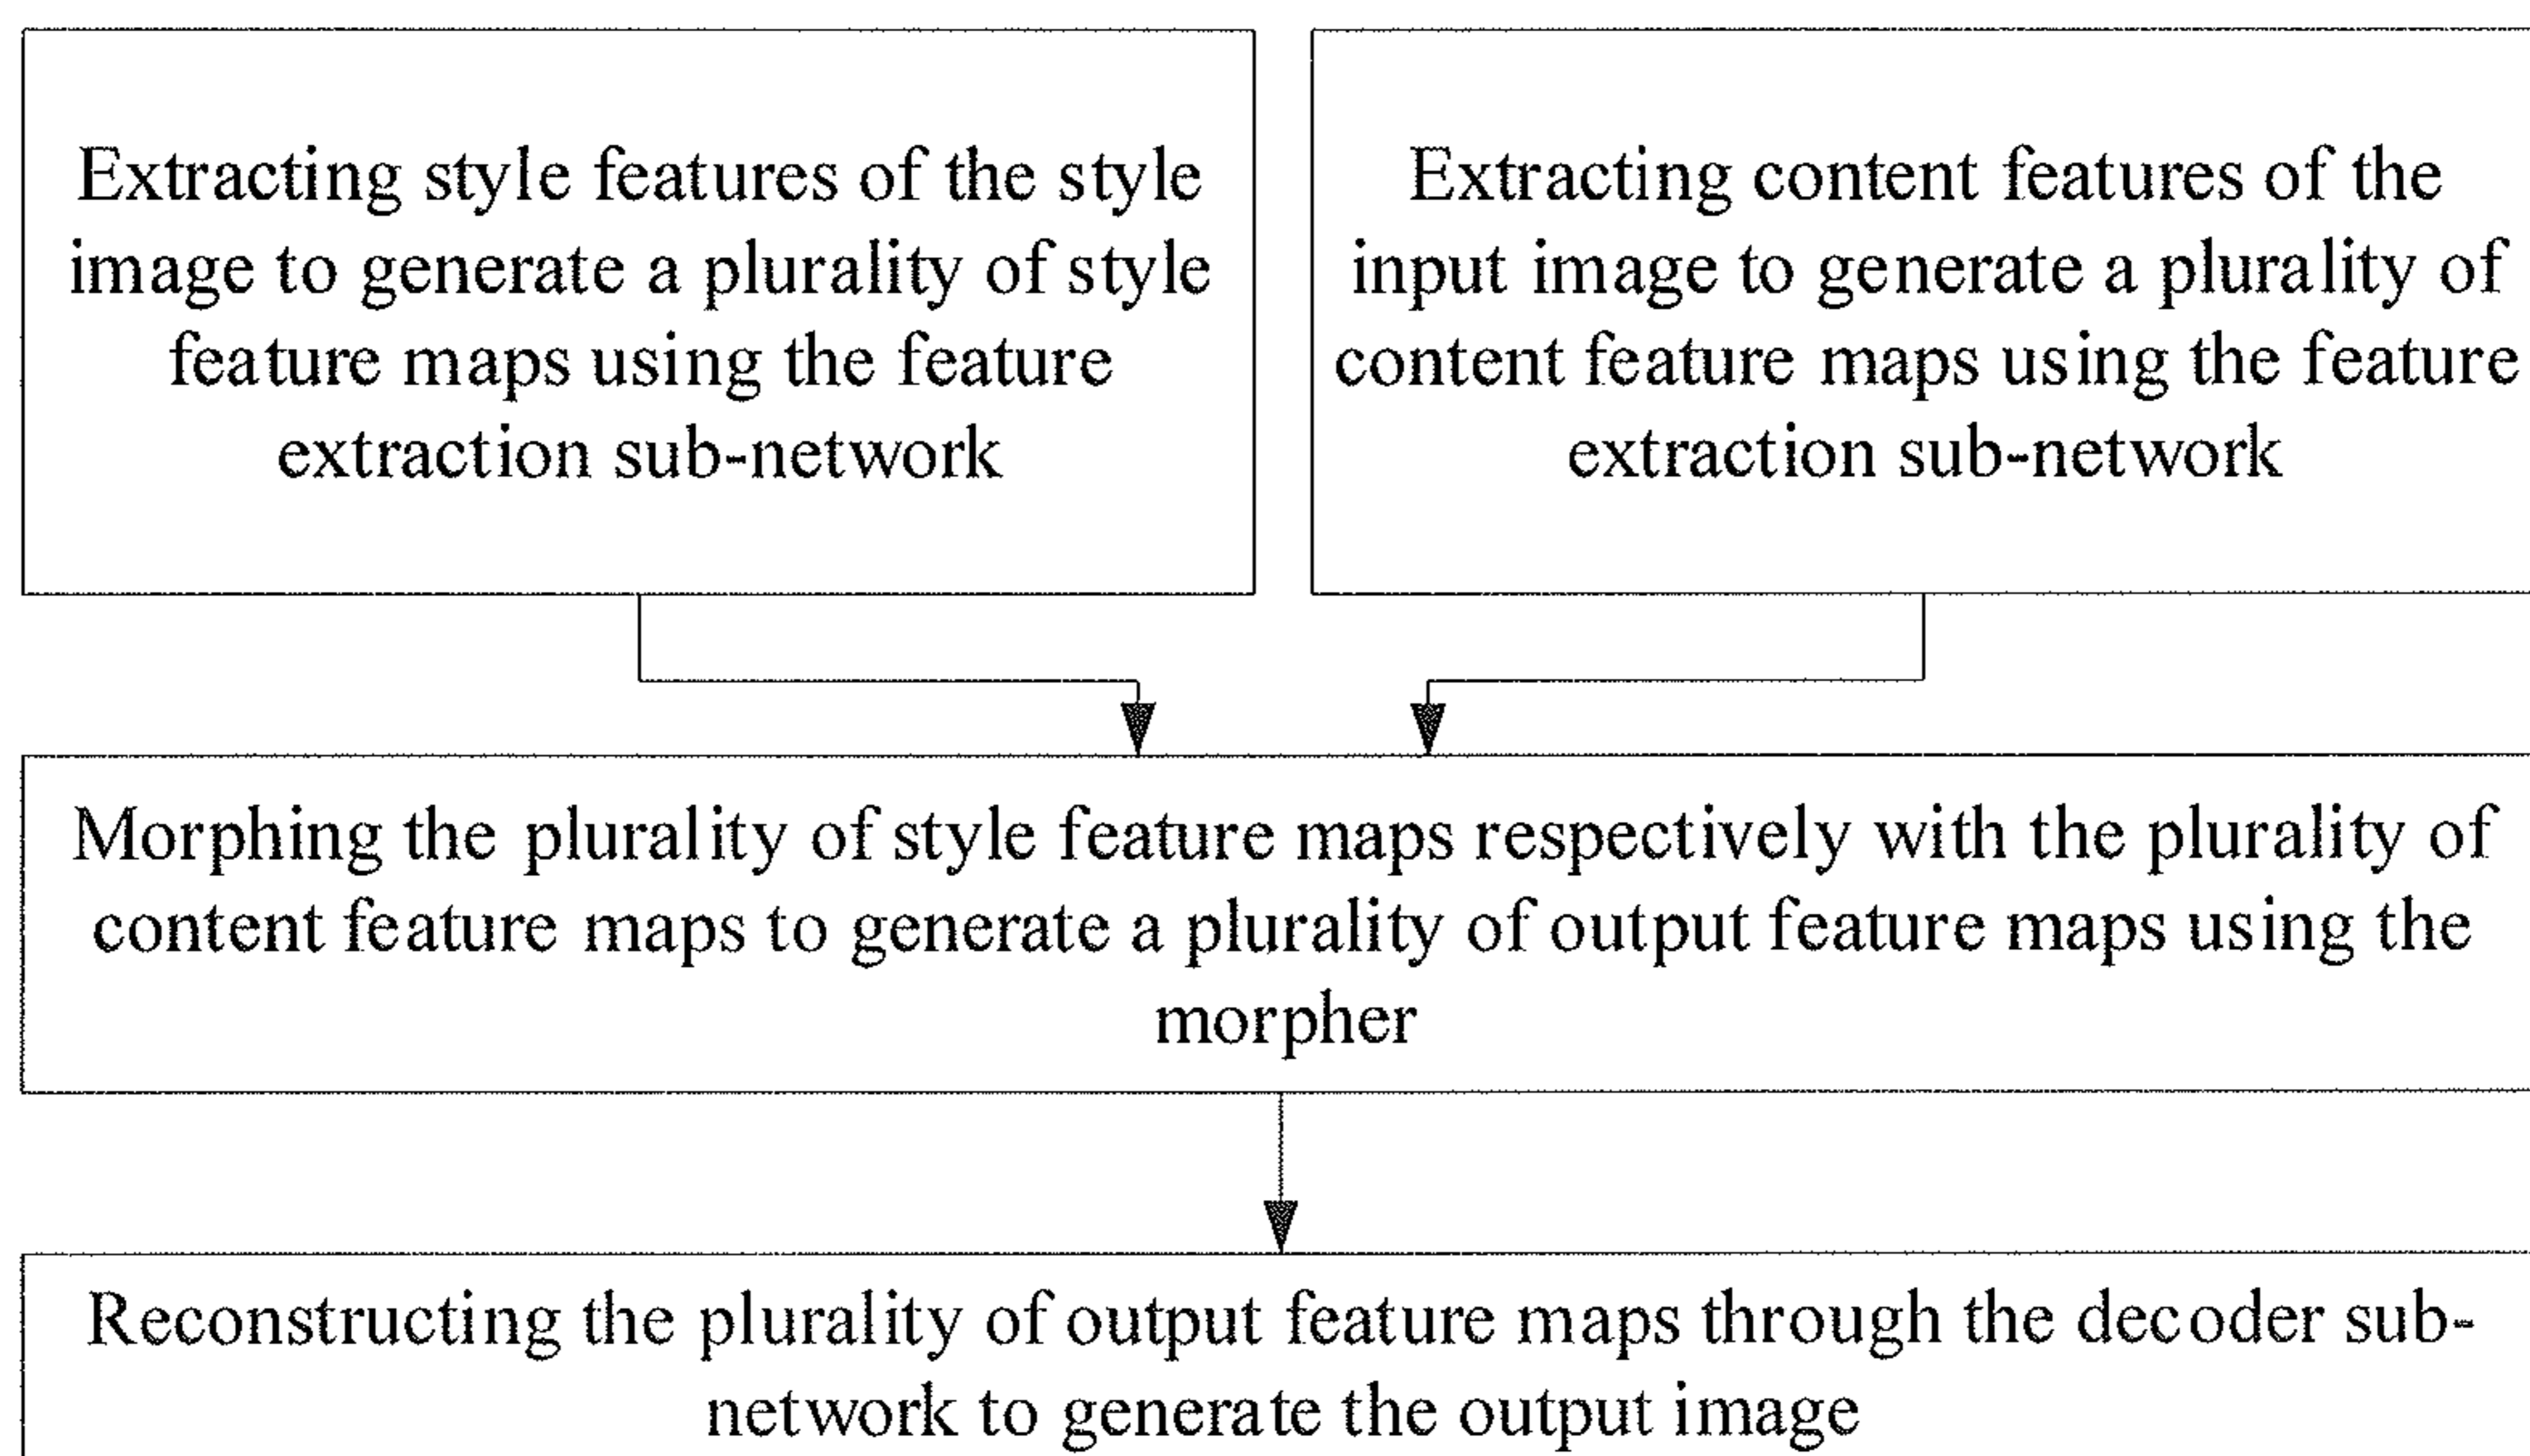 Extracting style features of the style
image to generate a plurality of style
feature maps using the feature
extraction sub-network
Extracting content features of the
input image to generate a plurality of
content feature maps using the feature
extraction sub-network
Morphing the plurality of style feature maps respectively with the plurality of
content feature maps to generate a plurality of output feature maps using the
morpher
Reconstructing the plurality of output feature maps through the decoder sub-
network to generate the output image